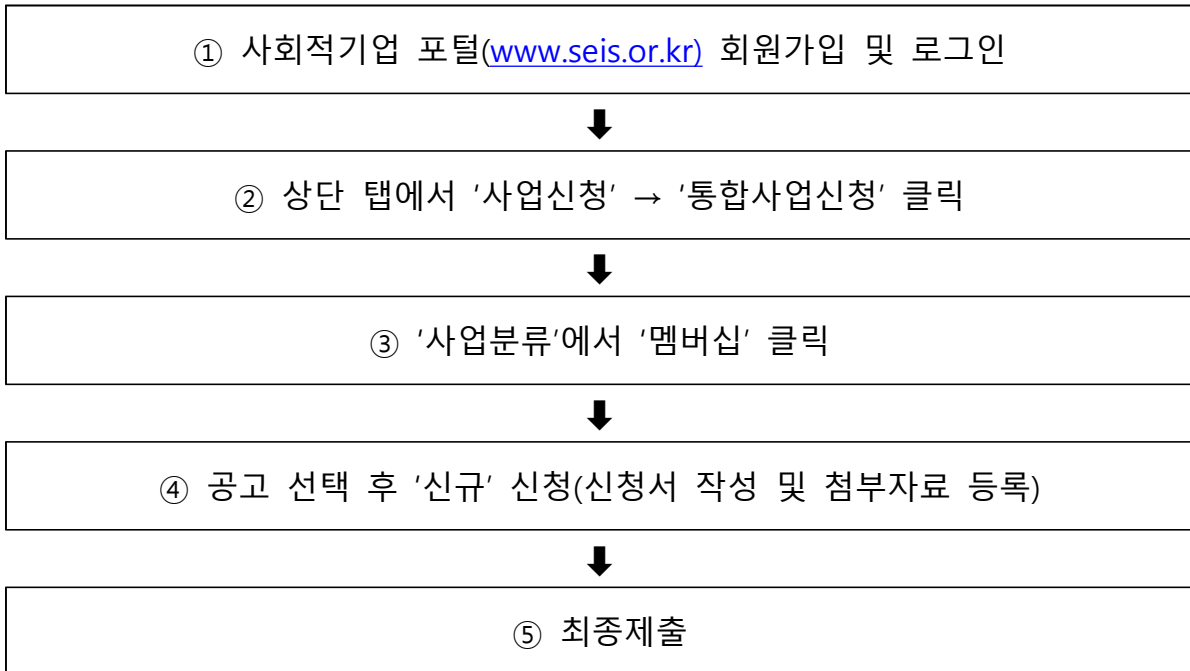 ① 사회적기업 포털(www.seis.or.kr) 회원가입 및 로그인
⬇
② 상단 탭에서 '사업신청' → '통합사업신청' 클릭
⬇
③ '사업분류'에서 '멤버십' 클릭
⬇
④ 공고 선택 후 '신규' 신청(신청서 작성 및 첨부자료 등록)
⬇
⑤ 최종제출